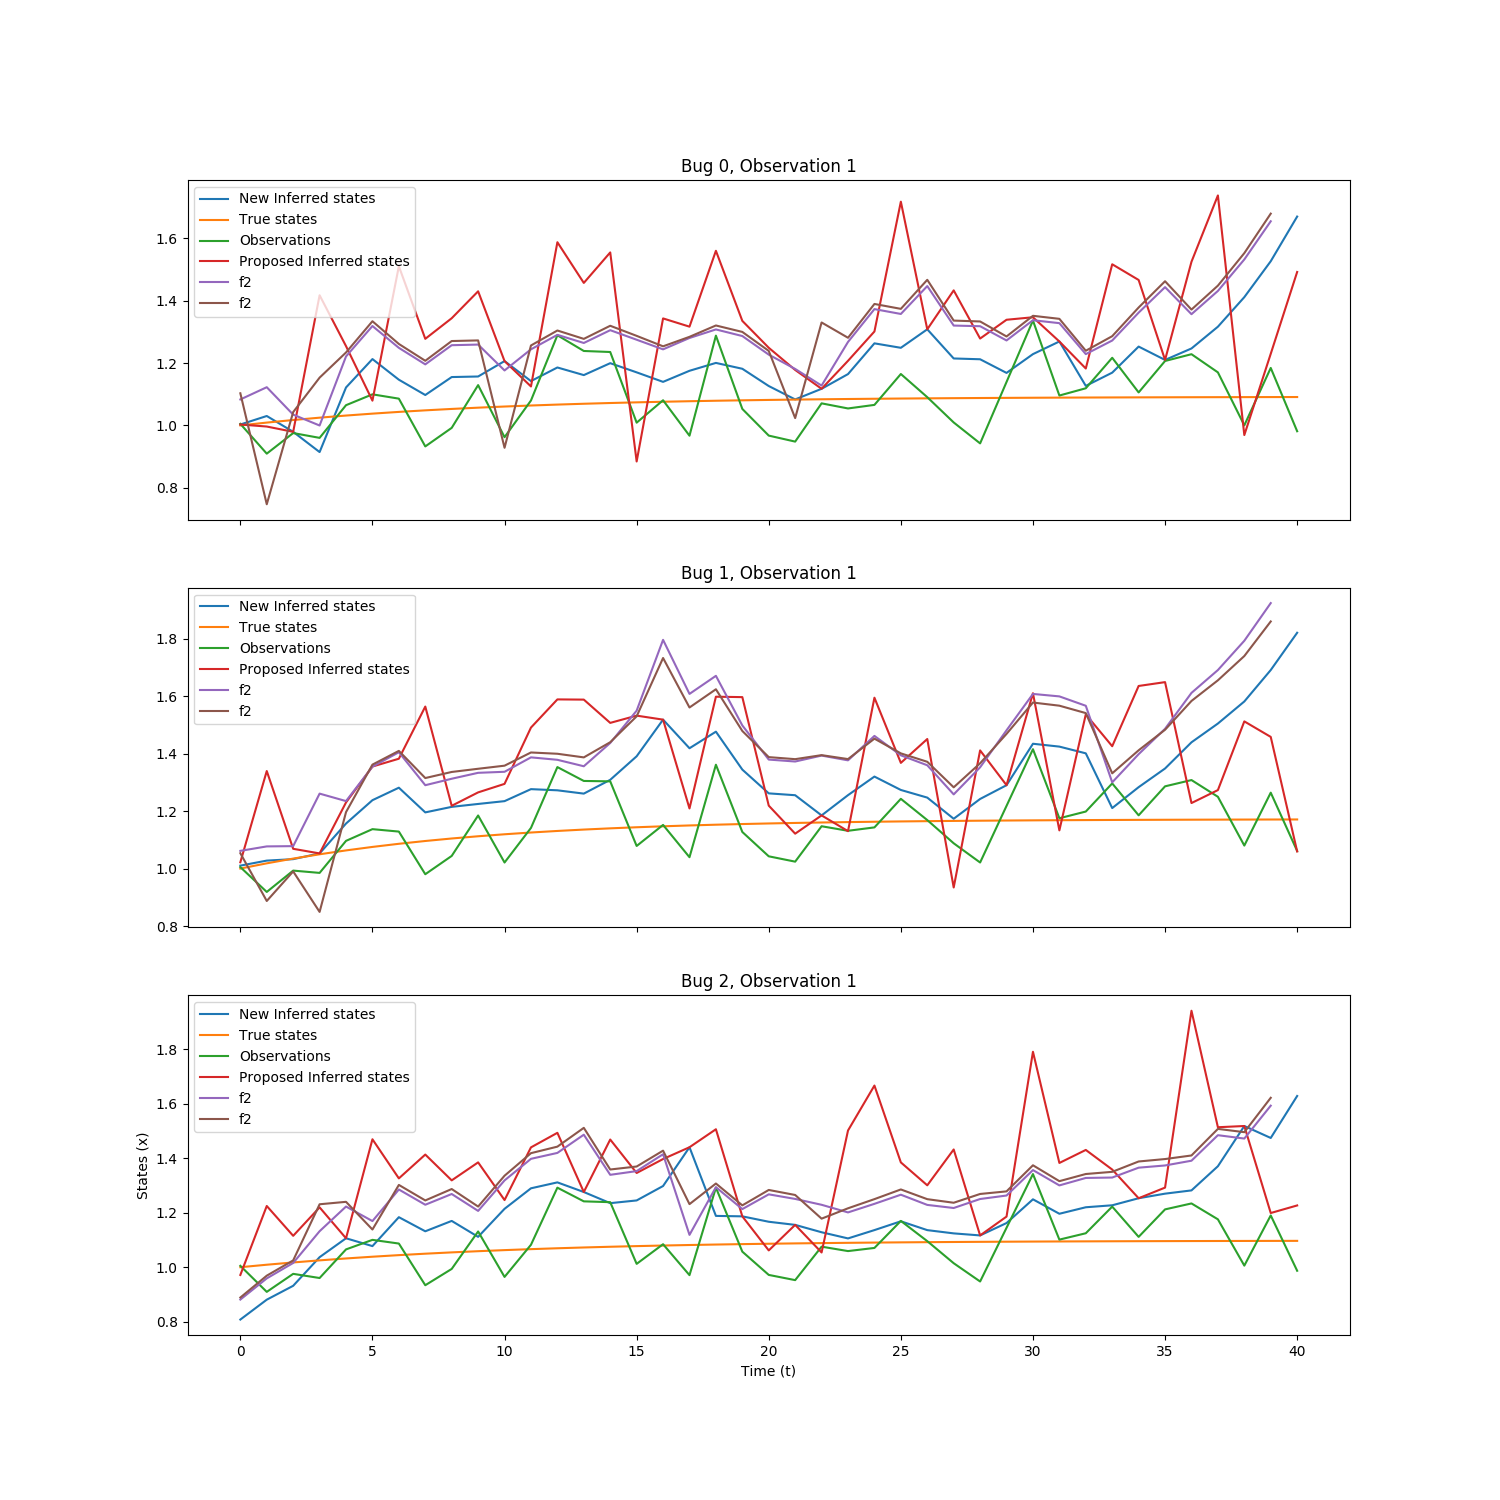 Bug 0, Observation 1
New Inferred states
True states
Observations
Proposed Inferred states
f2
f2
1.6
1.4
1.2
1.0
0.8
Bug 1, Observation 1
New Inferred states
True states
Observations
Proposed Inferred states
f2
f2
1.8
1.6
1.4
1.2
1.0
0.8
Bug 2, Observation 1
New Inferred states
True states
Observations
Proposed Inferred states
f2
f2
1.8
1.6
1.4
1.2
1.0
0.8
States (x)
0 5 10 15 20 25 30 35 40
Time (t)